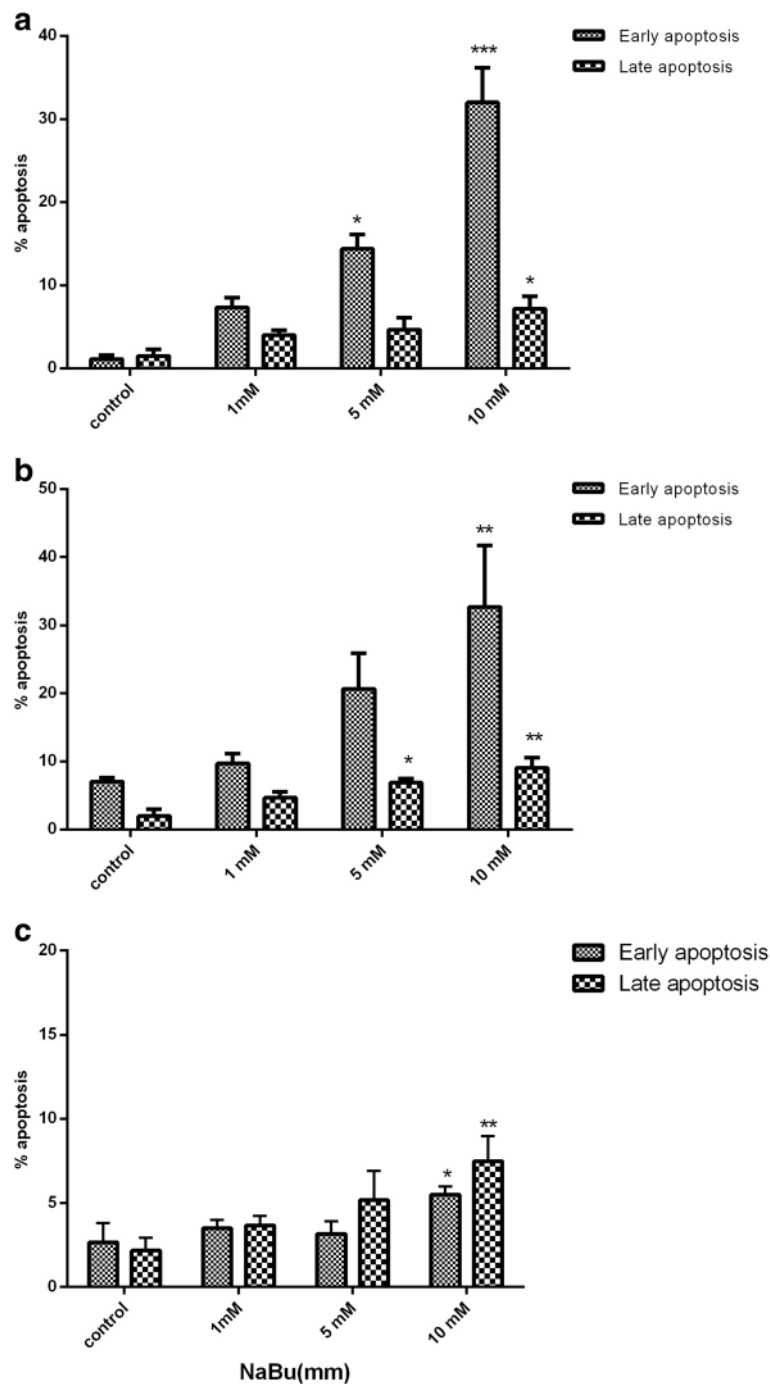 a
40
30
20
10
0
% apoptosis
***
*
*
Early apoptosis
Late apoptosis
control
1mM
5 mM
10 mM
b
50
40
30
20
10
0
% apoptosis
**
*
**
Early apoptosis
Late apoptosis
control
1 mM
5 mM
10 mM
c
20
15
10
5
0
% apoptosis
**
*
Early apoptosis
Late apoptosis
control
1mM
5 mM
10 mM
NaBu(mm)